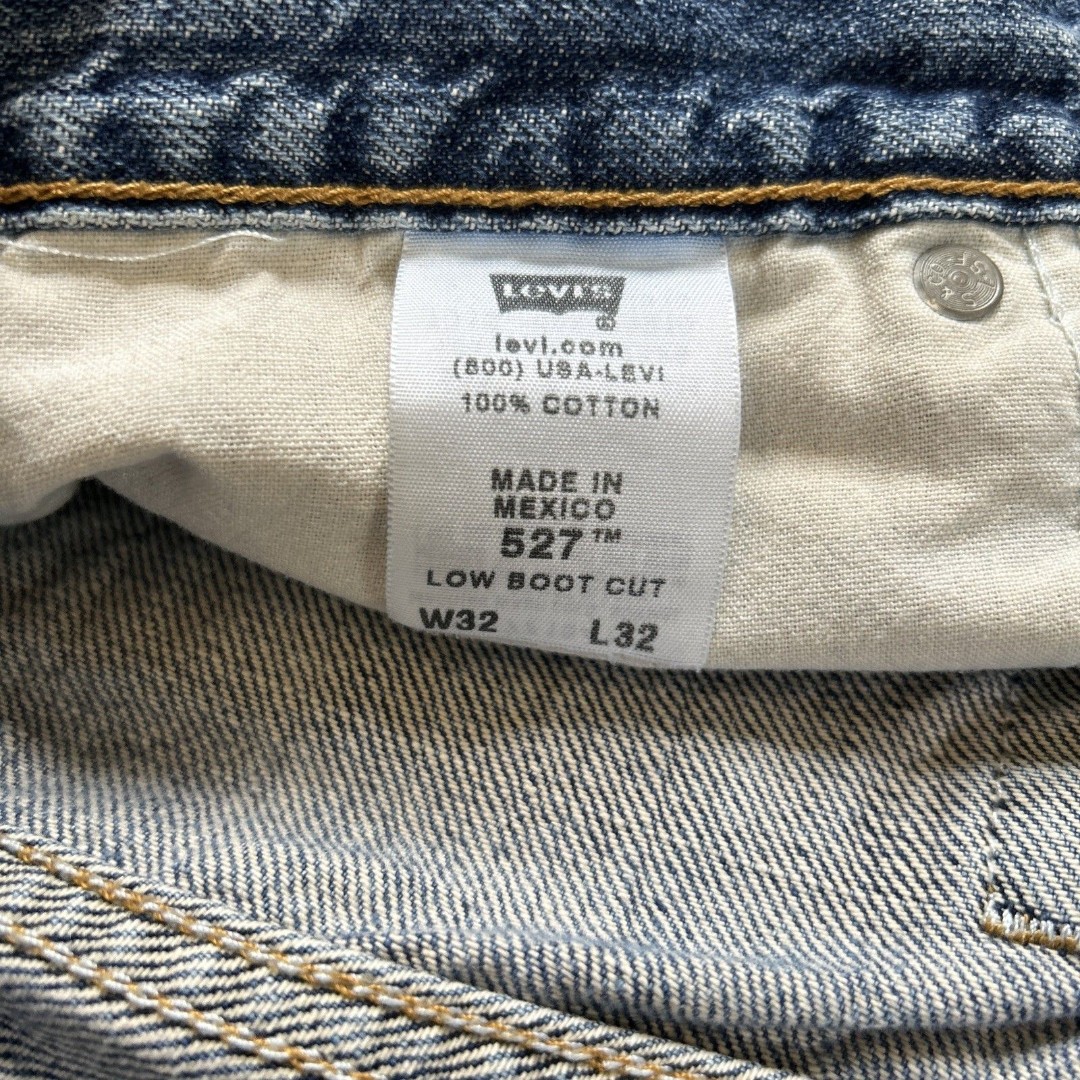 LEVI'S
®
levi.com
(800) USA-LEVI
100% COTTON
MADE IN
MEXICO
527™
LOW BOOT CUT
W32 L32